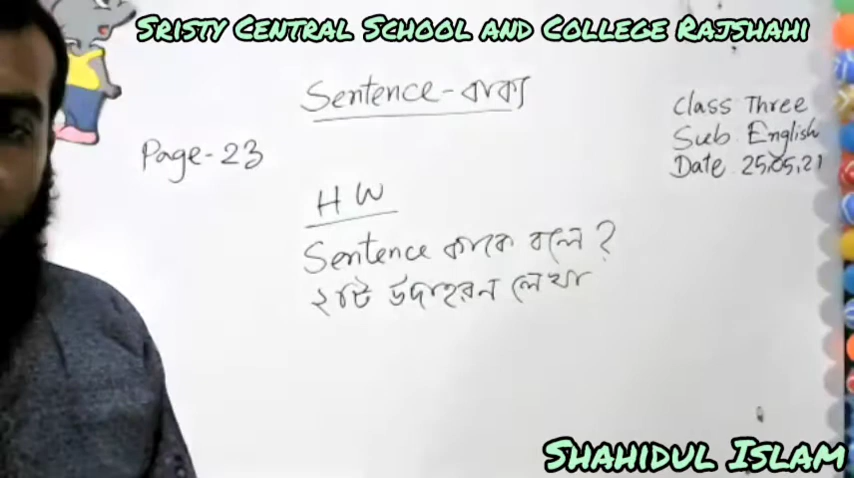 SRISTY CENTRAL SCHOOL AND COLLEGE RAJSHAHI
Sentence - বাক্য
Class Three
Sub English
Date 25.05.21
Page - 23
H W
Sentence কাকে বলে ?
২টি উদাহরন লেখা
SHAHIDUL ISLAM